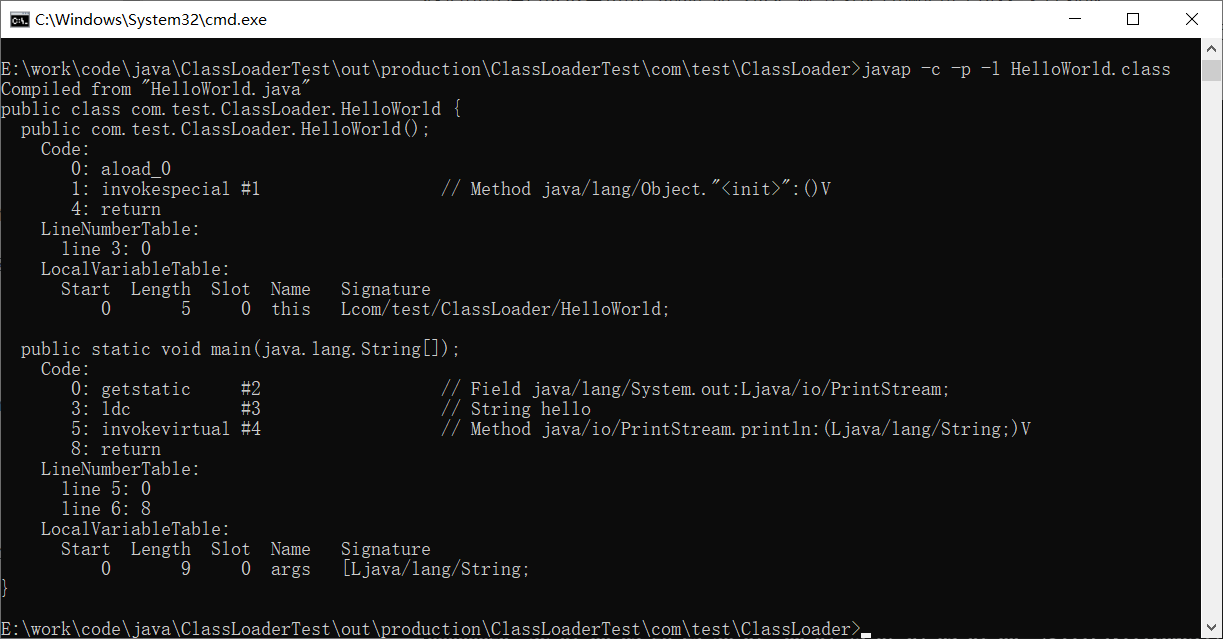 C:\Windows\System32\cmd.exe
E:\work\code\java\ClassLoaderTest\out\production\ClassLoaderTest\com\test\ClassLoader>javap -c -p -l HelloWorld.class
Compiled from "HelloWorld.java"
public class com.test.ClassLoader.HelloWorld {
  public com.test.ClassLoader.HelloWorld();
    Code:
       0: aload_0
       1: invokespecial #1                  // Method java/lang/Object."<init>":()V
       4: return
    LineNumberTable:
      line 3: 0
    LocalVariableTable:
      Start  Length  Slot  Name   Signature
          0       5     0  this   Lcom/test/ClassLoader/HelloWorld;
  public static void main(java.lang.String[]);
    Code:
       0: getstatic     #2                  // Field java/lang/System.out:Ljava/io/PrintStream;
       3: ldc           #3                  // String hello
       5: invokevirtual #4                  // Method java/io/PrintStream.println:(Ljava/lang/String;)V
       8: return
    LineNumberTable:
      line 5: 0
      line 6: 8
    LocalVariableTable:
      Start  Length  Slot  Name   Signature
          0       9     0  args   [Ljava/lang/String;
}
E:\work\code\java\ClassLoaderTest\out\production\ClassLoaderTest\com\test\ClassLoader>